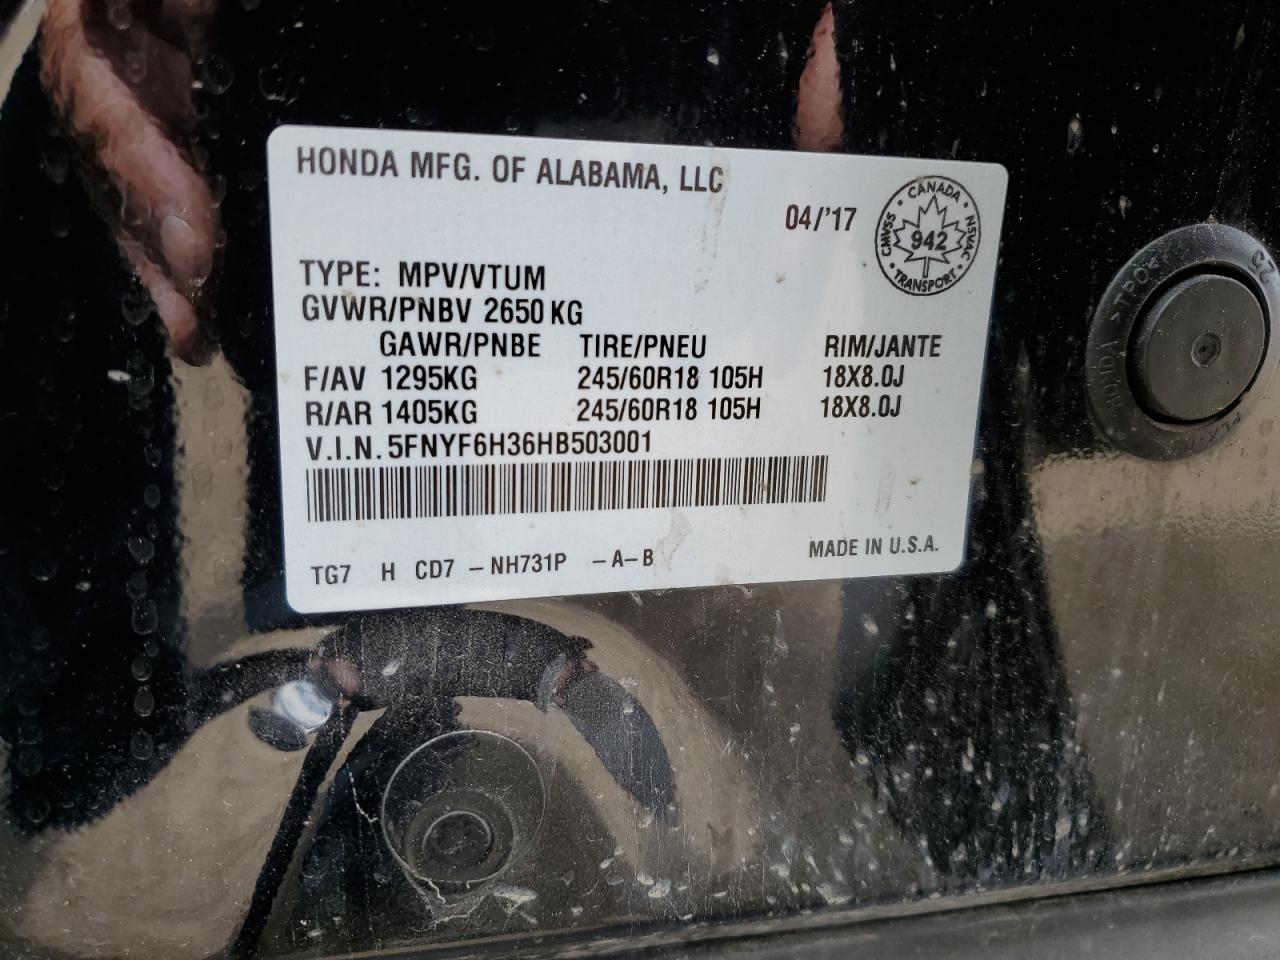 HONDA MFG. OF ALABAMA, LLC
04/'17
CANADA
CMVSS 942 NSVAC
TRANSPORT
TYPE: MPV/VTUM
GVWR/PNBV 2650 KG
GAWR/PNBE TIRE/PNEU RIM/JANTE
F/AV 1295KG 245/60R18 105H 18X8.0J
R/AR 1405KG 245/60R18 105H 18X8.0J
V.I.N. 5FNYF6H36HB503001
TG7 H CD7 – NH731P – A – B
MADE IN U.S.A.
HONDA >TPO<